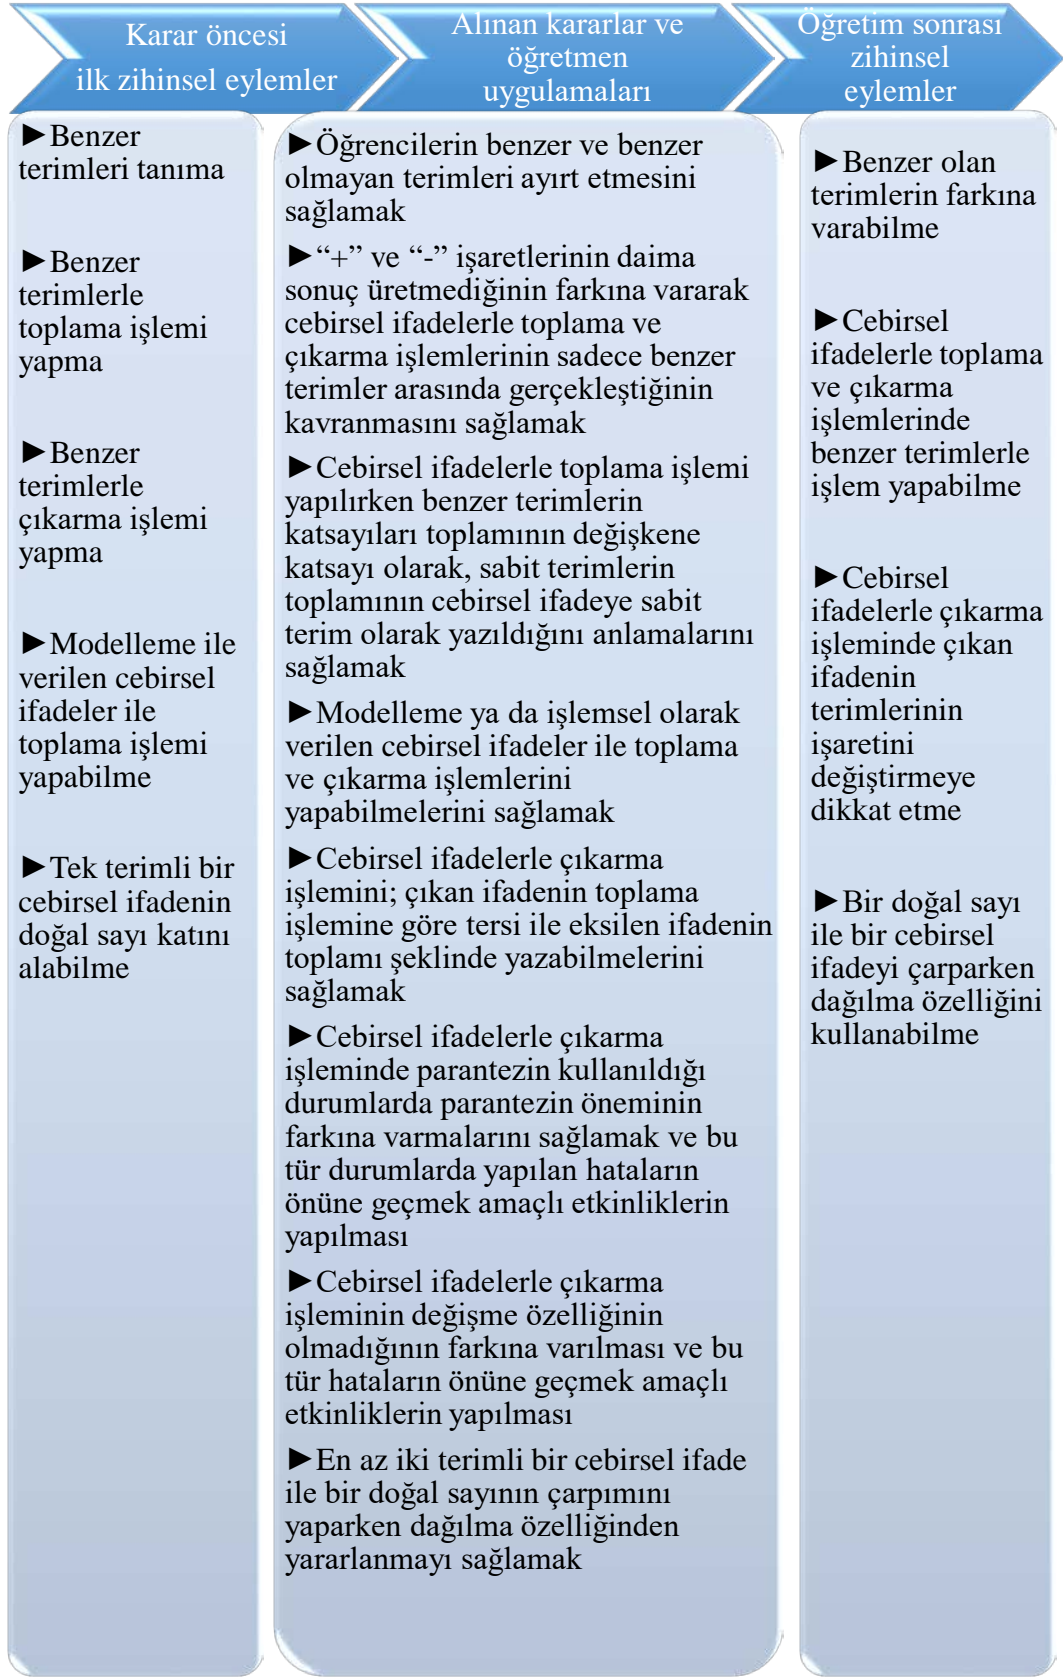 Karar öncesi
ilk zihinsel eylemler
Alınan kararlar ve
öğretmen
uygulamaları
Öğretim sonrası
zihinsel
eylemler
►Benzer
terimleri tanıma
►Benzer
terimlerle
toplama işlemi
yapma
►Benzer
terimlerle
çıkarma işlemi
yapma
►Modelleme ile
verilen cebirsel
ifadeler ile
toplama işlemi
yapabilme
►Tek terimli bir
cebirsel ifadenin
doğal sayı katını
alabilme
►Öğrencilerin benzer ve benzer
olmayan terimleri ayırt etmesini
sağlamak
►“+” ve “-” işaretlerinin daima
sonuç üretmediğinin farkına vararak
cebirsel ifadelerle toplama ve
çıkarma işlemlerinin sadece benzer
terimler arasında gerçekleştiğinin
kavranmasını sağlamak
►Cebirsel ifadelerle toplama işlemi
yapılırken benzer terimlerin
katsayıları toplamının değişkene
katsayı olarak, sabit terimlerin
toplamının cebirsel ifadeye sabit
terim olarak yazıldığını anlamalarını
sağlamak
►Modelleme ya da işlemsel olarak
verilen cebirsel ifadeler ile toplama
ve çıkarma işlemlerini
yapabilmelerini sağlamak
►Cebirsel ifadelerle çıkarma
işlemini; çıkan ifadenin toplama
işlemine göre tersi ile eksilen ifadenin
toplamı şeklinde yazabilmelerini
sağlamak
►Cebirsel ifadelerle çıkarma
işleminde parantezin kullanıldığı
durumlarda parantezin öneminin
farkına varmalarını sağlamak ve bu
tür durumlarda yapılan hataların
önüne geçmek amaçlı etkinliklerin
yapılması
►Cebirsel ifadelerle çıkarma
işleminin değişme özelliğinin
olmadığının farkına varılması ve bu
tür hataların önüne geçmek amaçlı
etkinliklerin yapılması
►En az iki terimli bir cebirsel ifade
ile bir doğal sayının çarpımını
yaparken dağılma özelliğinden
yararlanmayı sağlamak
►Benzer olan
terimlerin farkına
varabilme
►Cebirsel
ifadelerle toplama
ve çıkarma
işlemlerinde
benzer terimlerle
işlem yapabilme
►Cebirsel
ifadelerle çıkarma
işleminde çıkan
ifadenin
terimlerinin
işaretini
değiştirmeye
dikkat etme
►Bir doğal sayı
ile bir cebirsel
ifadeyi çarparken
dağılma özelliğini
kullanabilme